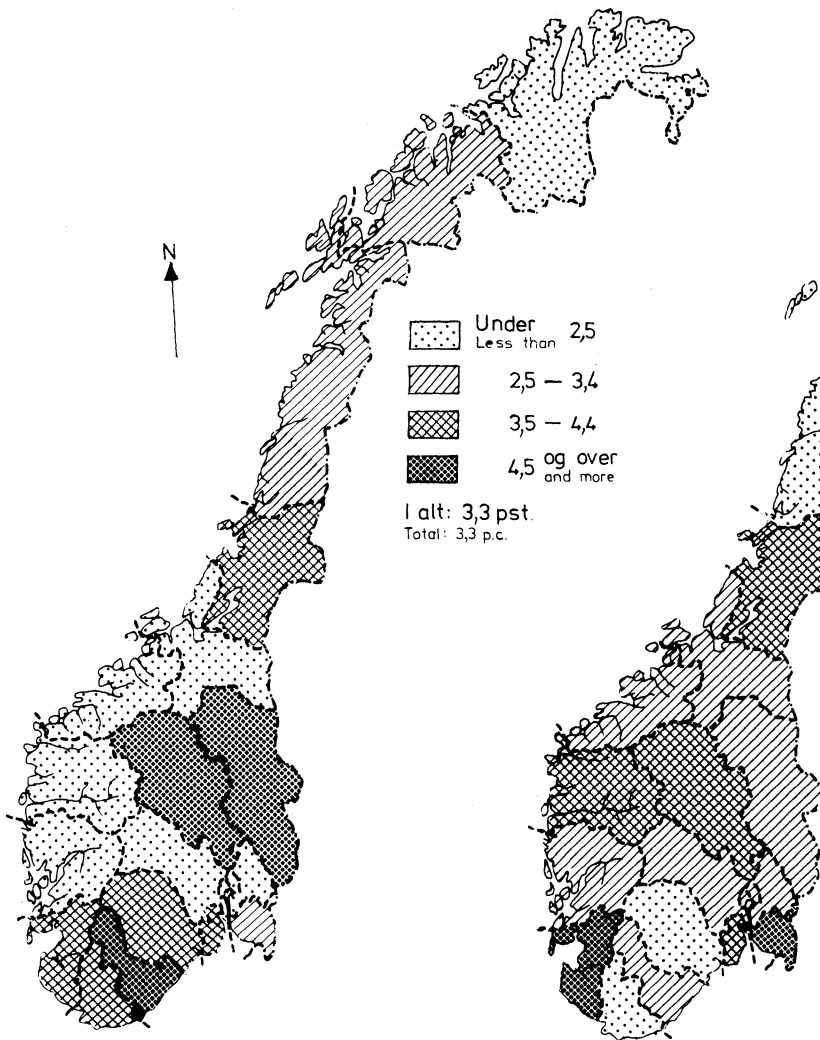 N
Under 2,5
Less than
2,5 — 3,4
3,5 — 4,4
4,5 og over
and more
I alt: 3,3 pst.
Total: 3,3 p.c.